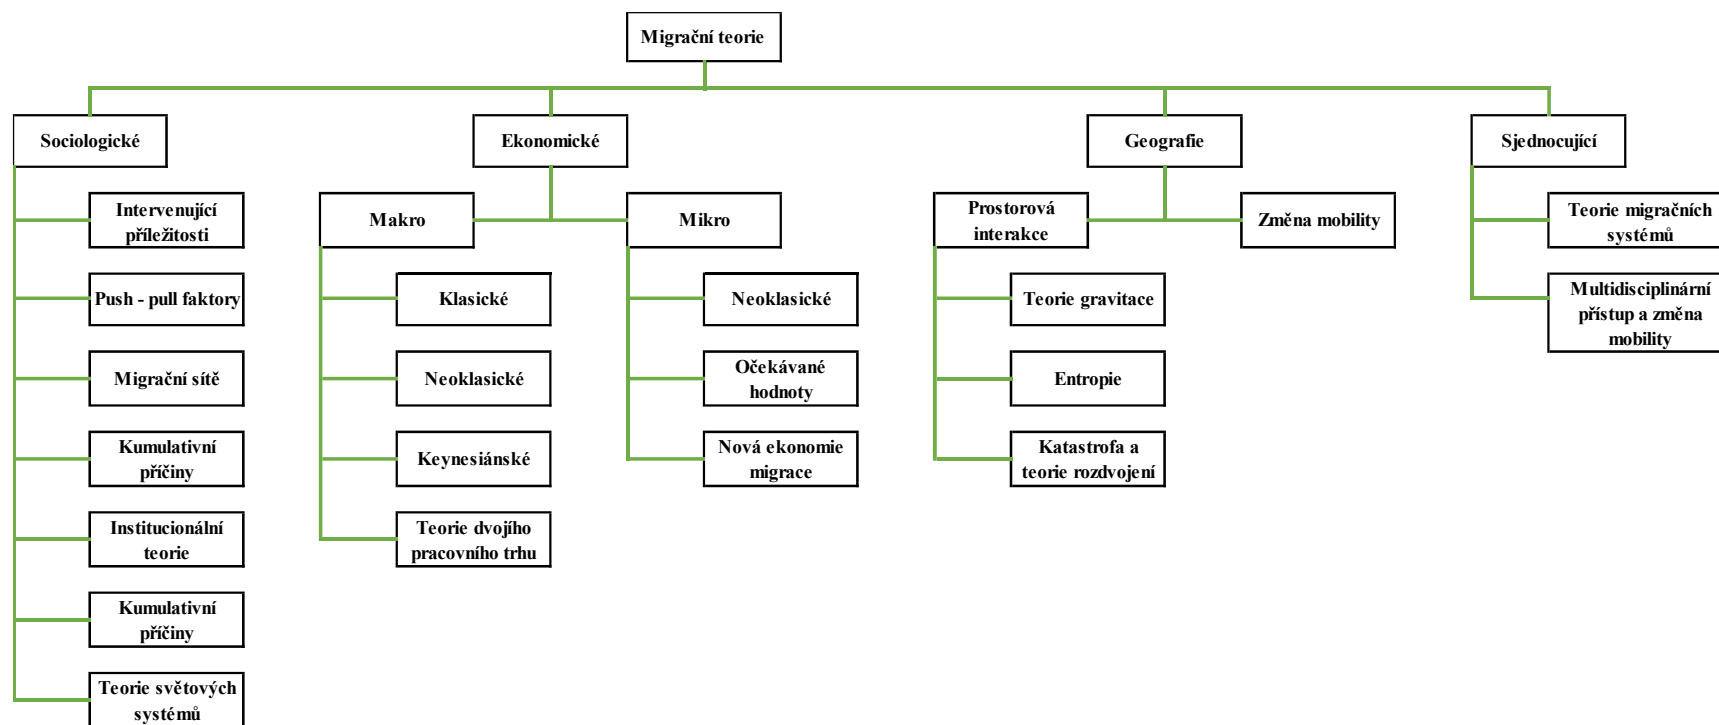 Migrační teorie
Sociologické
Ekonomické
Geografie
Sjednocující
Intervenující
příležitosti
Push - pull faktory
Migrační sítě
Kumulativní
příčiny
Institucionální
teorie
Kumulativní
příčiny
Teorie světových
systémů
Makro
Klasické
Neoklasické
Keynesiánské
Teorie dvojího
pracovního trhu
Mikro
Neoklasické
Očekávané
hodnoty
Nová ekonomie
migrace
Prostorová
interakce
Teorie gravitace
Entropie
Katastrofa a
teorie rozdvojení
Změna mobility
Teorie migračních
systémů
Multidisciplinární
přístup a změna
mobility